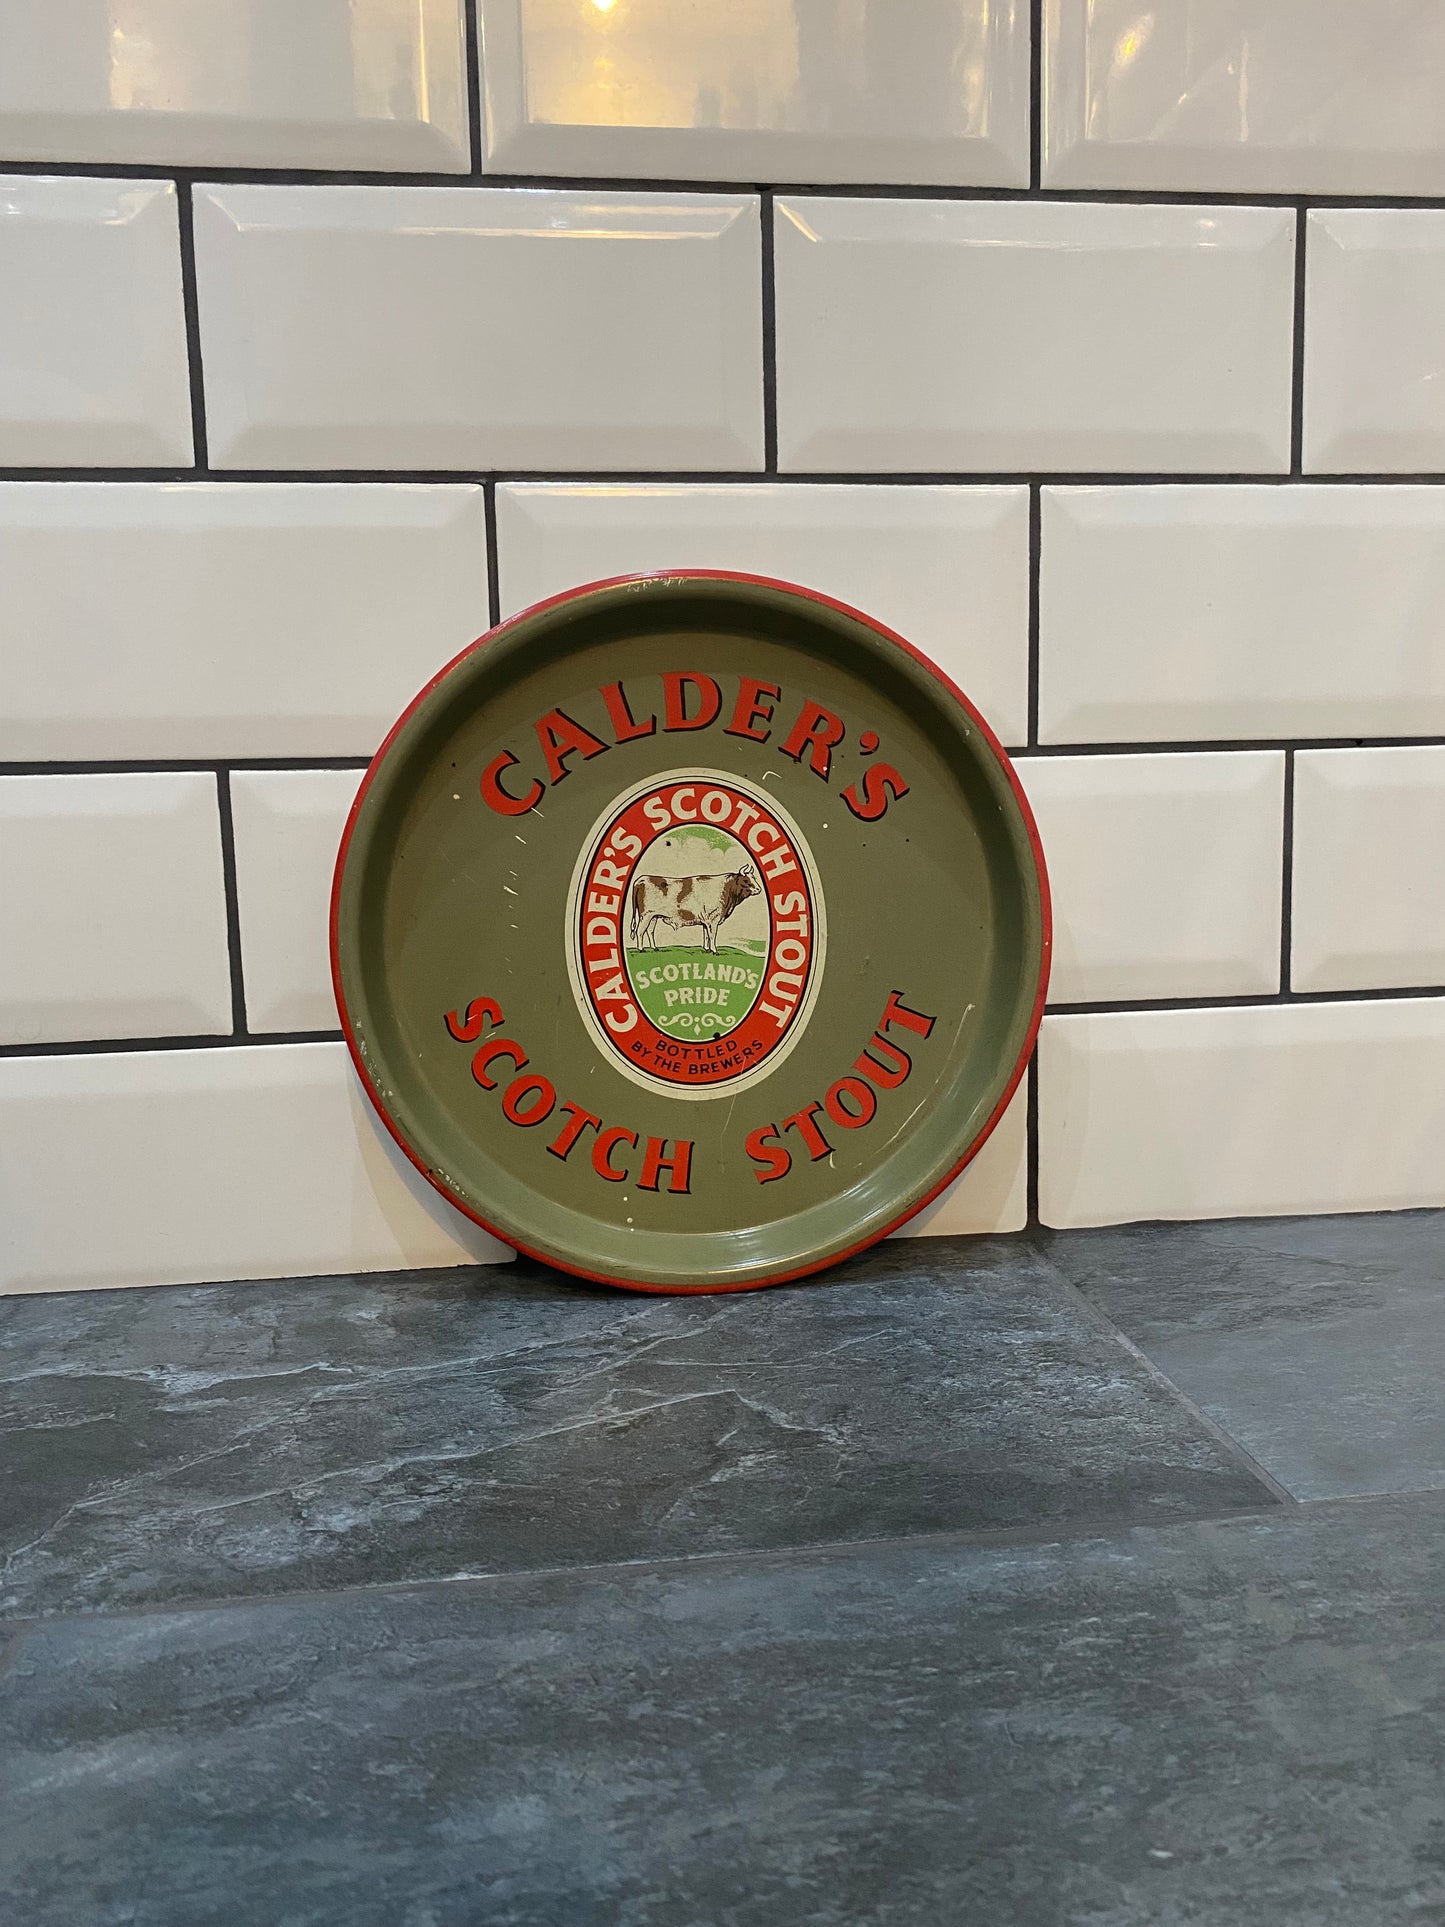 CALDER'S
CALDER'S SCOTCH STOUT
SCOTLAND'S
PRIDE
BOTTLED
BY THE BREWERS
SCOTCH STOUT